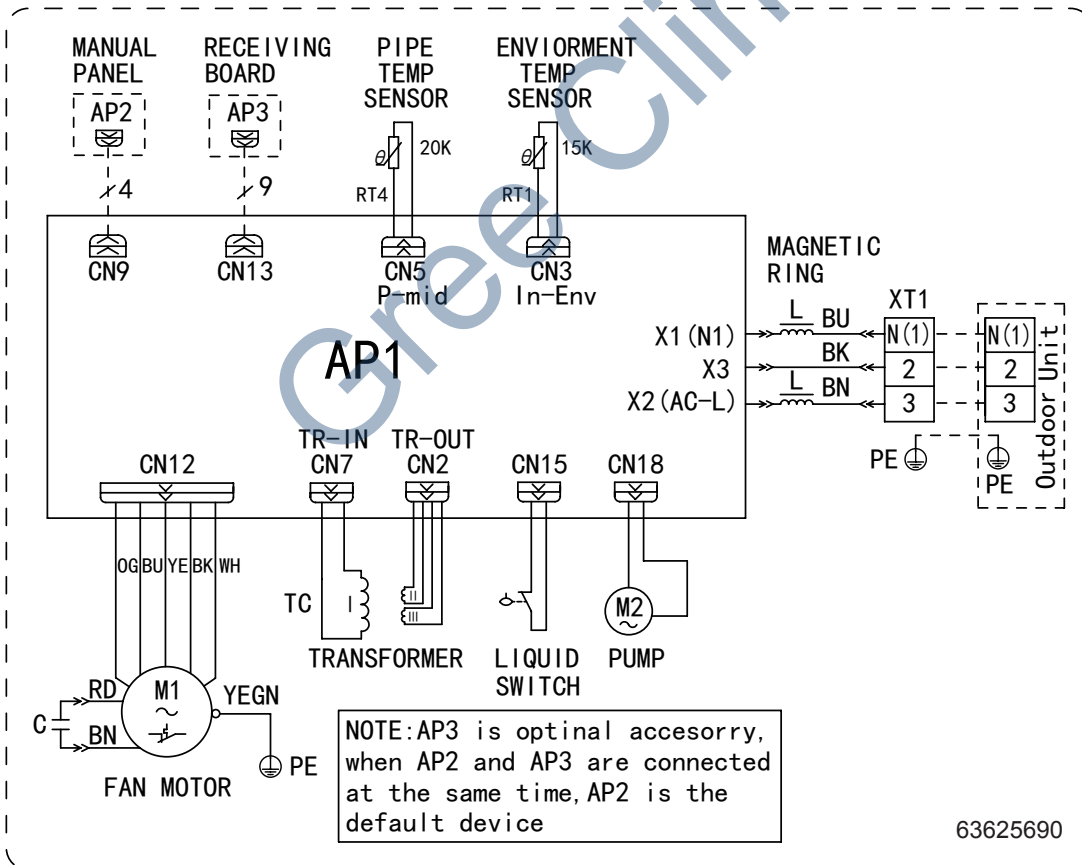 MANUAL
PANEL
AP2
4
CN9
RECEIVING
BOARD
AP3
9
CN13
PIPE
TEMP
SENSOR
θ
20K
RT4
CN5
P-mid
ENVIORMENT
TEMP
SENSOR
θ
15K
RT1
CN3
In-Env
AP1
MAGNETIC
RING
X1(N1)
L
BU
X3
BK
X2(AC-L)
L
BN
XT1
N(1)
2
3
PE
N(1)
2
3
PE
Outdoor Unit
CN12
OG BU YE BK WH
TR-IN
CN7
TR-OUT
CN2
CN15
CN18
TC
I
II
III
TRANSFORMER
LIQUID
SWITCH
M2
~
PUMP
C
RD
BN
M1
~
YEGN
PE
FAN MOTOR
NOTE:AP3 is optinal accesorry,
when AP2 and AP3 are connected
at the same time,AP2 is the
default device
63625690